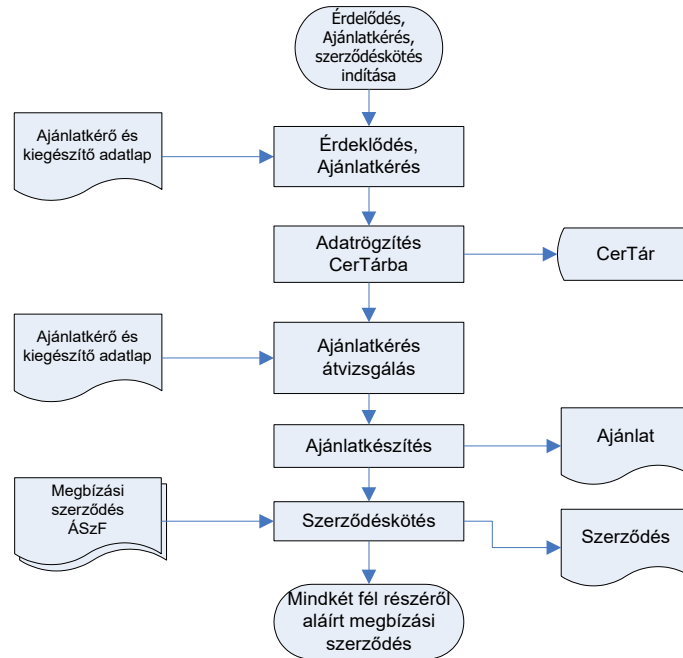 Érdelődés,
Ajánlatkérés,
szerződéskötés
indítása
Ajánlatkérő és
kiegészítő adatlap
Érdeklődés,
Ajánlatkérés
Adatrögzítés
CerTárba
CerTár
Ajánlatkérő és
kiegészítő adatlap
Ajánlatkérés
átvizsgálás
Ajánlatkészítés
Ajánlat
Megbízási
szerződés
ÁSzF
Szerződéskötés
Szerződés
Mindkét fél részéről
aláírt megbízási
szerződés